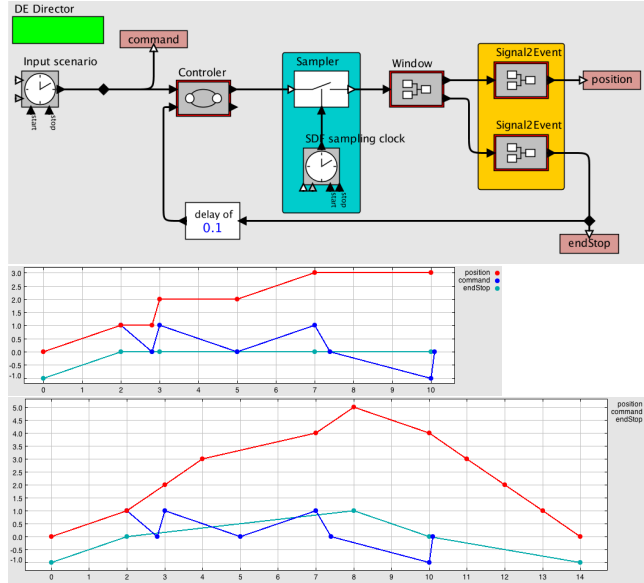 DE Director
command
Input scenario
Controler
Sampler
Window
Signal2Event
position
start
stop
SDF sampling clock
Signal2Event
start
stop
delay of
0.1
endStop
3.0
2.5
2.0
1.5
1.0
0.5
0.0
-0.5
-1.0
0 1 2 3 4 5 6 7 8 9 10
position
command
endStop
5.0
4.5
4.0
3.5
3.0
2.5
2.0
1.5
1.0
0.5
0.0
-0.5
-1.0
0 1 2 3 4 5 6 7 8 9 10 11 12 13 14
position
command
endStop